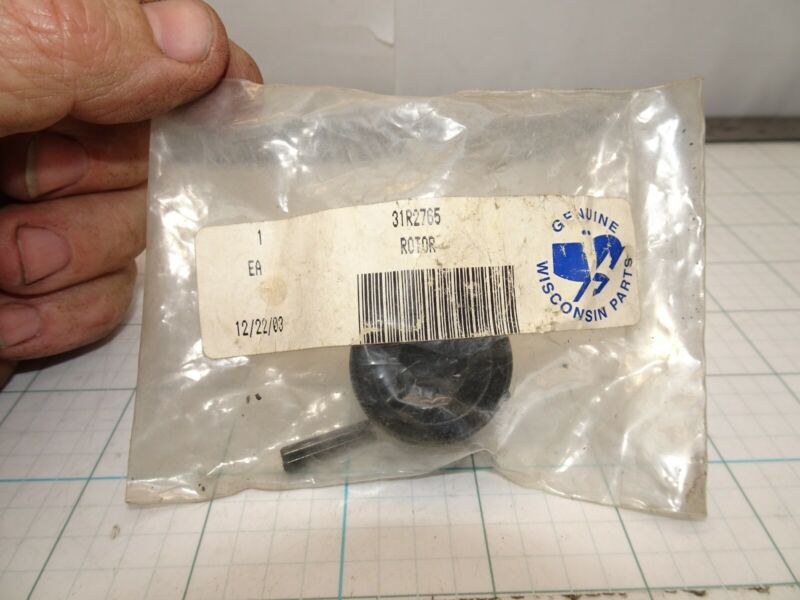 1
31R2765
EA
ROTOR
12/22/03
GENUINE
WISCONSIN PARTS